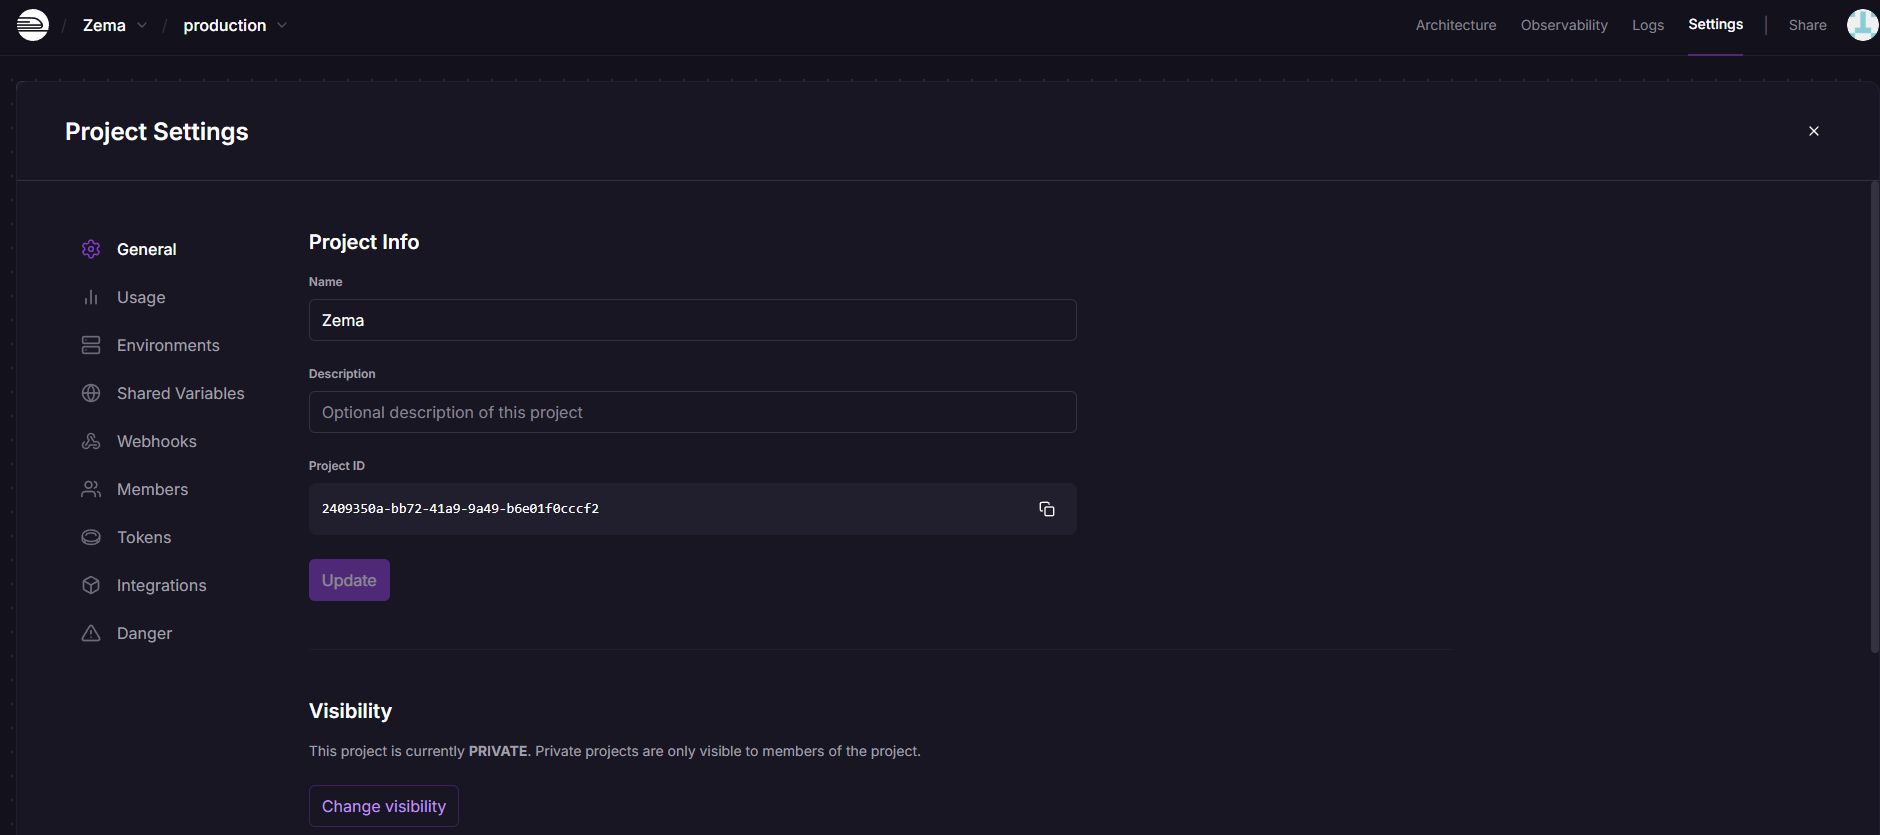 Zema / production
Architecture Observability Logs Settings | Share
Project Settings
General
Usage
Environments
Shared Variables
Webhooks
Members
Tokens
Integrations
Danger
Project Info
Name
Zema
Description
Optional description of this project
Project ID
2409350a-bb72-41a9-9a49-b6e01f0cccf2
Update
Visibility
This project is currently PRIVATE. Private projects are only visible to members of the project.
Change visibility